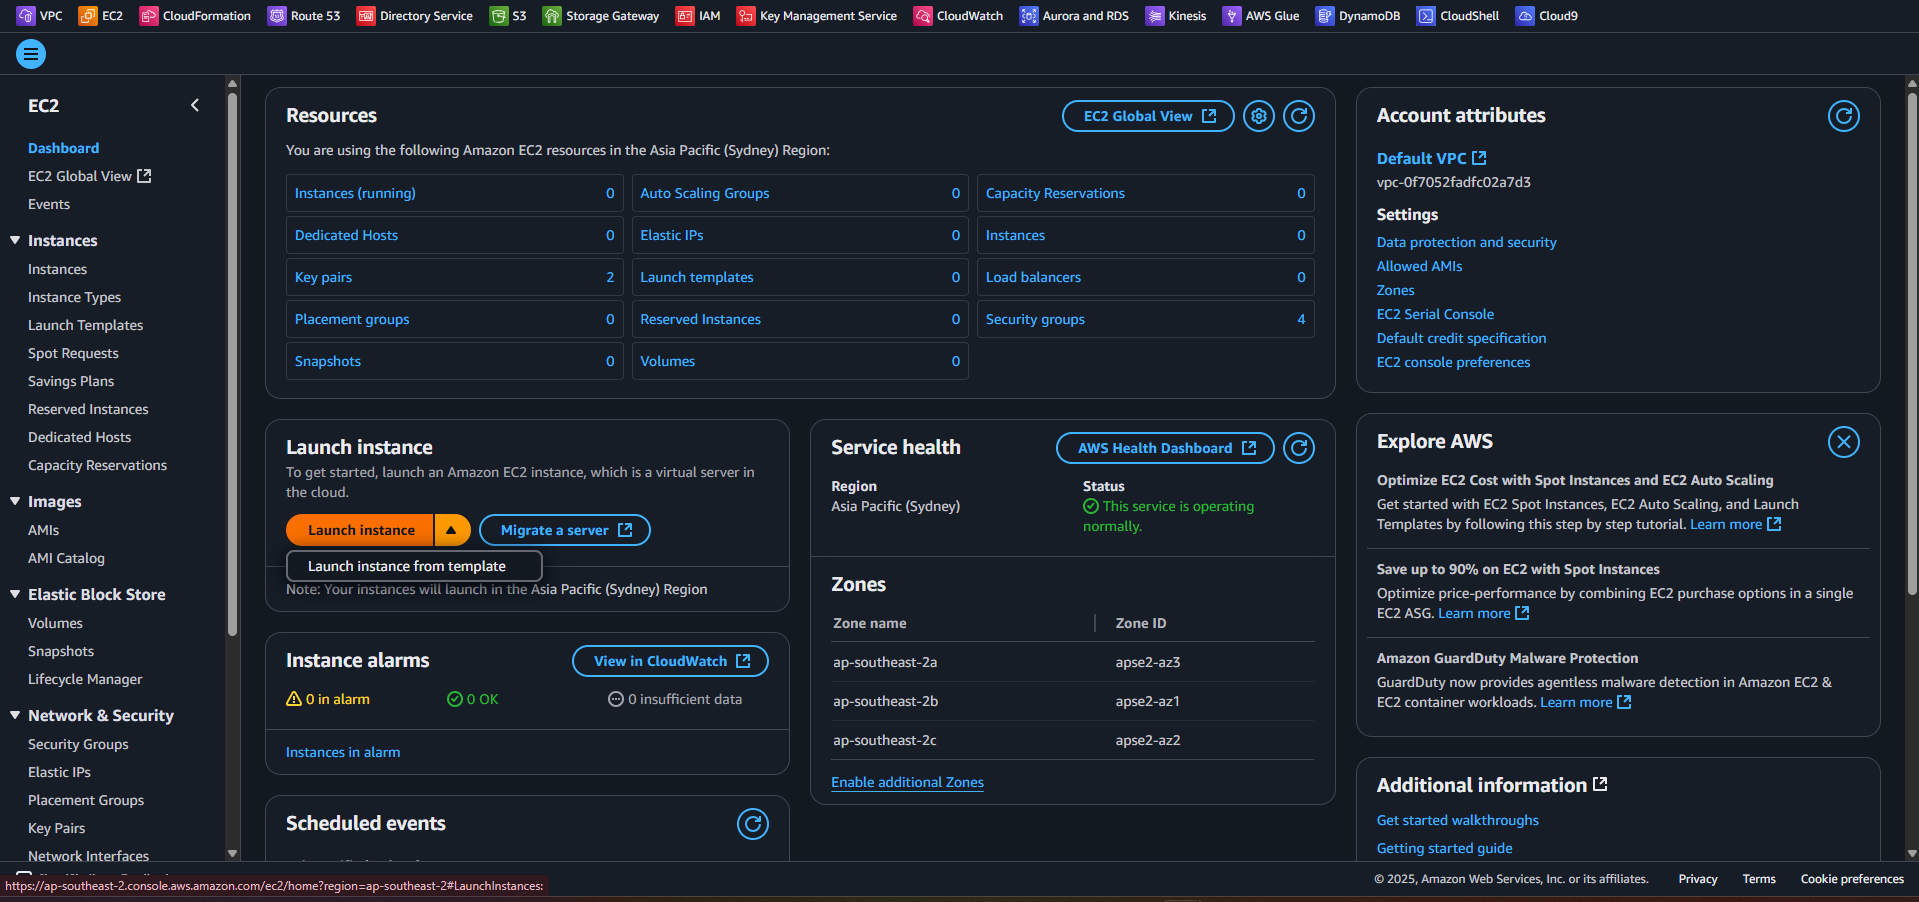 VPC EC2 CloudFormation Route 53 Directory Service S3 Storage Gateway IAM Key Management Service CloudWatch Aurora and RDS Kinesis AWS Glue DynamoDB CloudShell Cloud9
EC2
Dashboard
EC2 Global View
Events
Instances
Instances
Instance Types
Launch Templates
Spot Requests
Savings Plans
Reserved Instances
Dedicated Hosts
Capacity Reservations
Images
AMIs
AMI Catalog
Elastic Block Store
Volumes
Snapshots
Lifecycle Manager
Network & Security
Security Groups
Elastic IPs
Placement Groups
Key Pairs
Network Interfaces
Resources
EC2 Global View
You are using the following Amazon EC2 resources in the Asia Pacific (Sydney) Region:
Instances (running) 0 Auto Scaling Groups 0 Capacity Reservations 0
Dedicated Hosts 0 Elastic IPs 0 Instances 0
Key pairs 2 Launch templates 0 Load balancers 0
Placement groups 0 Reserved Instances 0 Security groups 4
Snapshots 0 Volumes 0
Launch instance
To get started, launch an Amazon EC2 instance, which is a virtual server in
the cloud.
Launch instance Migrate a server
Launch instance from template
Note: Your instances will launch in the Asia Pacific (Sydney) Region
Instance alarms
View in CloudWatch
0 in alarm 0 OK 0 insufficient data
Instances in alarm
Scheduled events
Service health
AWS Health Dashboard
Region Status
Asia Pacific (Sydney) This service is operating
normally.
Zones
Zone name Zone ID
ap-southeast-2a apse2-az3
ap-southeast-2b apse2-az1
ap-southeast-2c apse2-az2
Enable additional Zones
Account attributes
Default VPC
vpc-0f7052fadfc02a7d3
Settings
Data protection and security
Allowed AMIs
Zones
EC2 Serial Console
Default credit specification
EC2 console preferences
Explore AWS
Optimize EC2 Cost with Spot Instances and EC2 Auto Scaling
Get started with EC2 Spot Instances, EC2 Auto Scaling, and Launch
Templates by following this step by step tutorial. Learn more
Save up to 90% on EC2 with Spot Instances
Optimize price-performance by combining EC2 purchase options in a single
EC2 ASG. Learn more
Amazon GuardDuty Malware Protection
GuardDuty now provides agentless malware detection in Amazon EC2 &
EC2 container workloads. Learn more
Additional information
Get started walkthroughs
Getting started guide
https://ap-southeast-2.console.aws.amazon.com/ec2/home?region=ap-southeast-2#LaunchInstances:
© 2025, Amazon Web Services, Inc. or its affiliates. Privacy Terms Cookie preferences